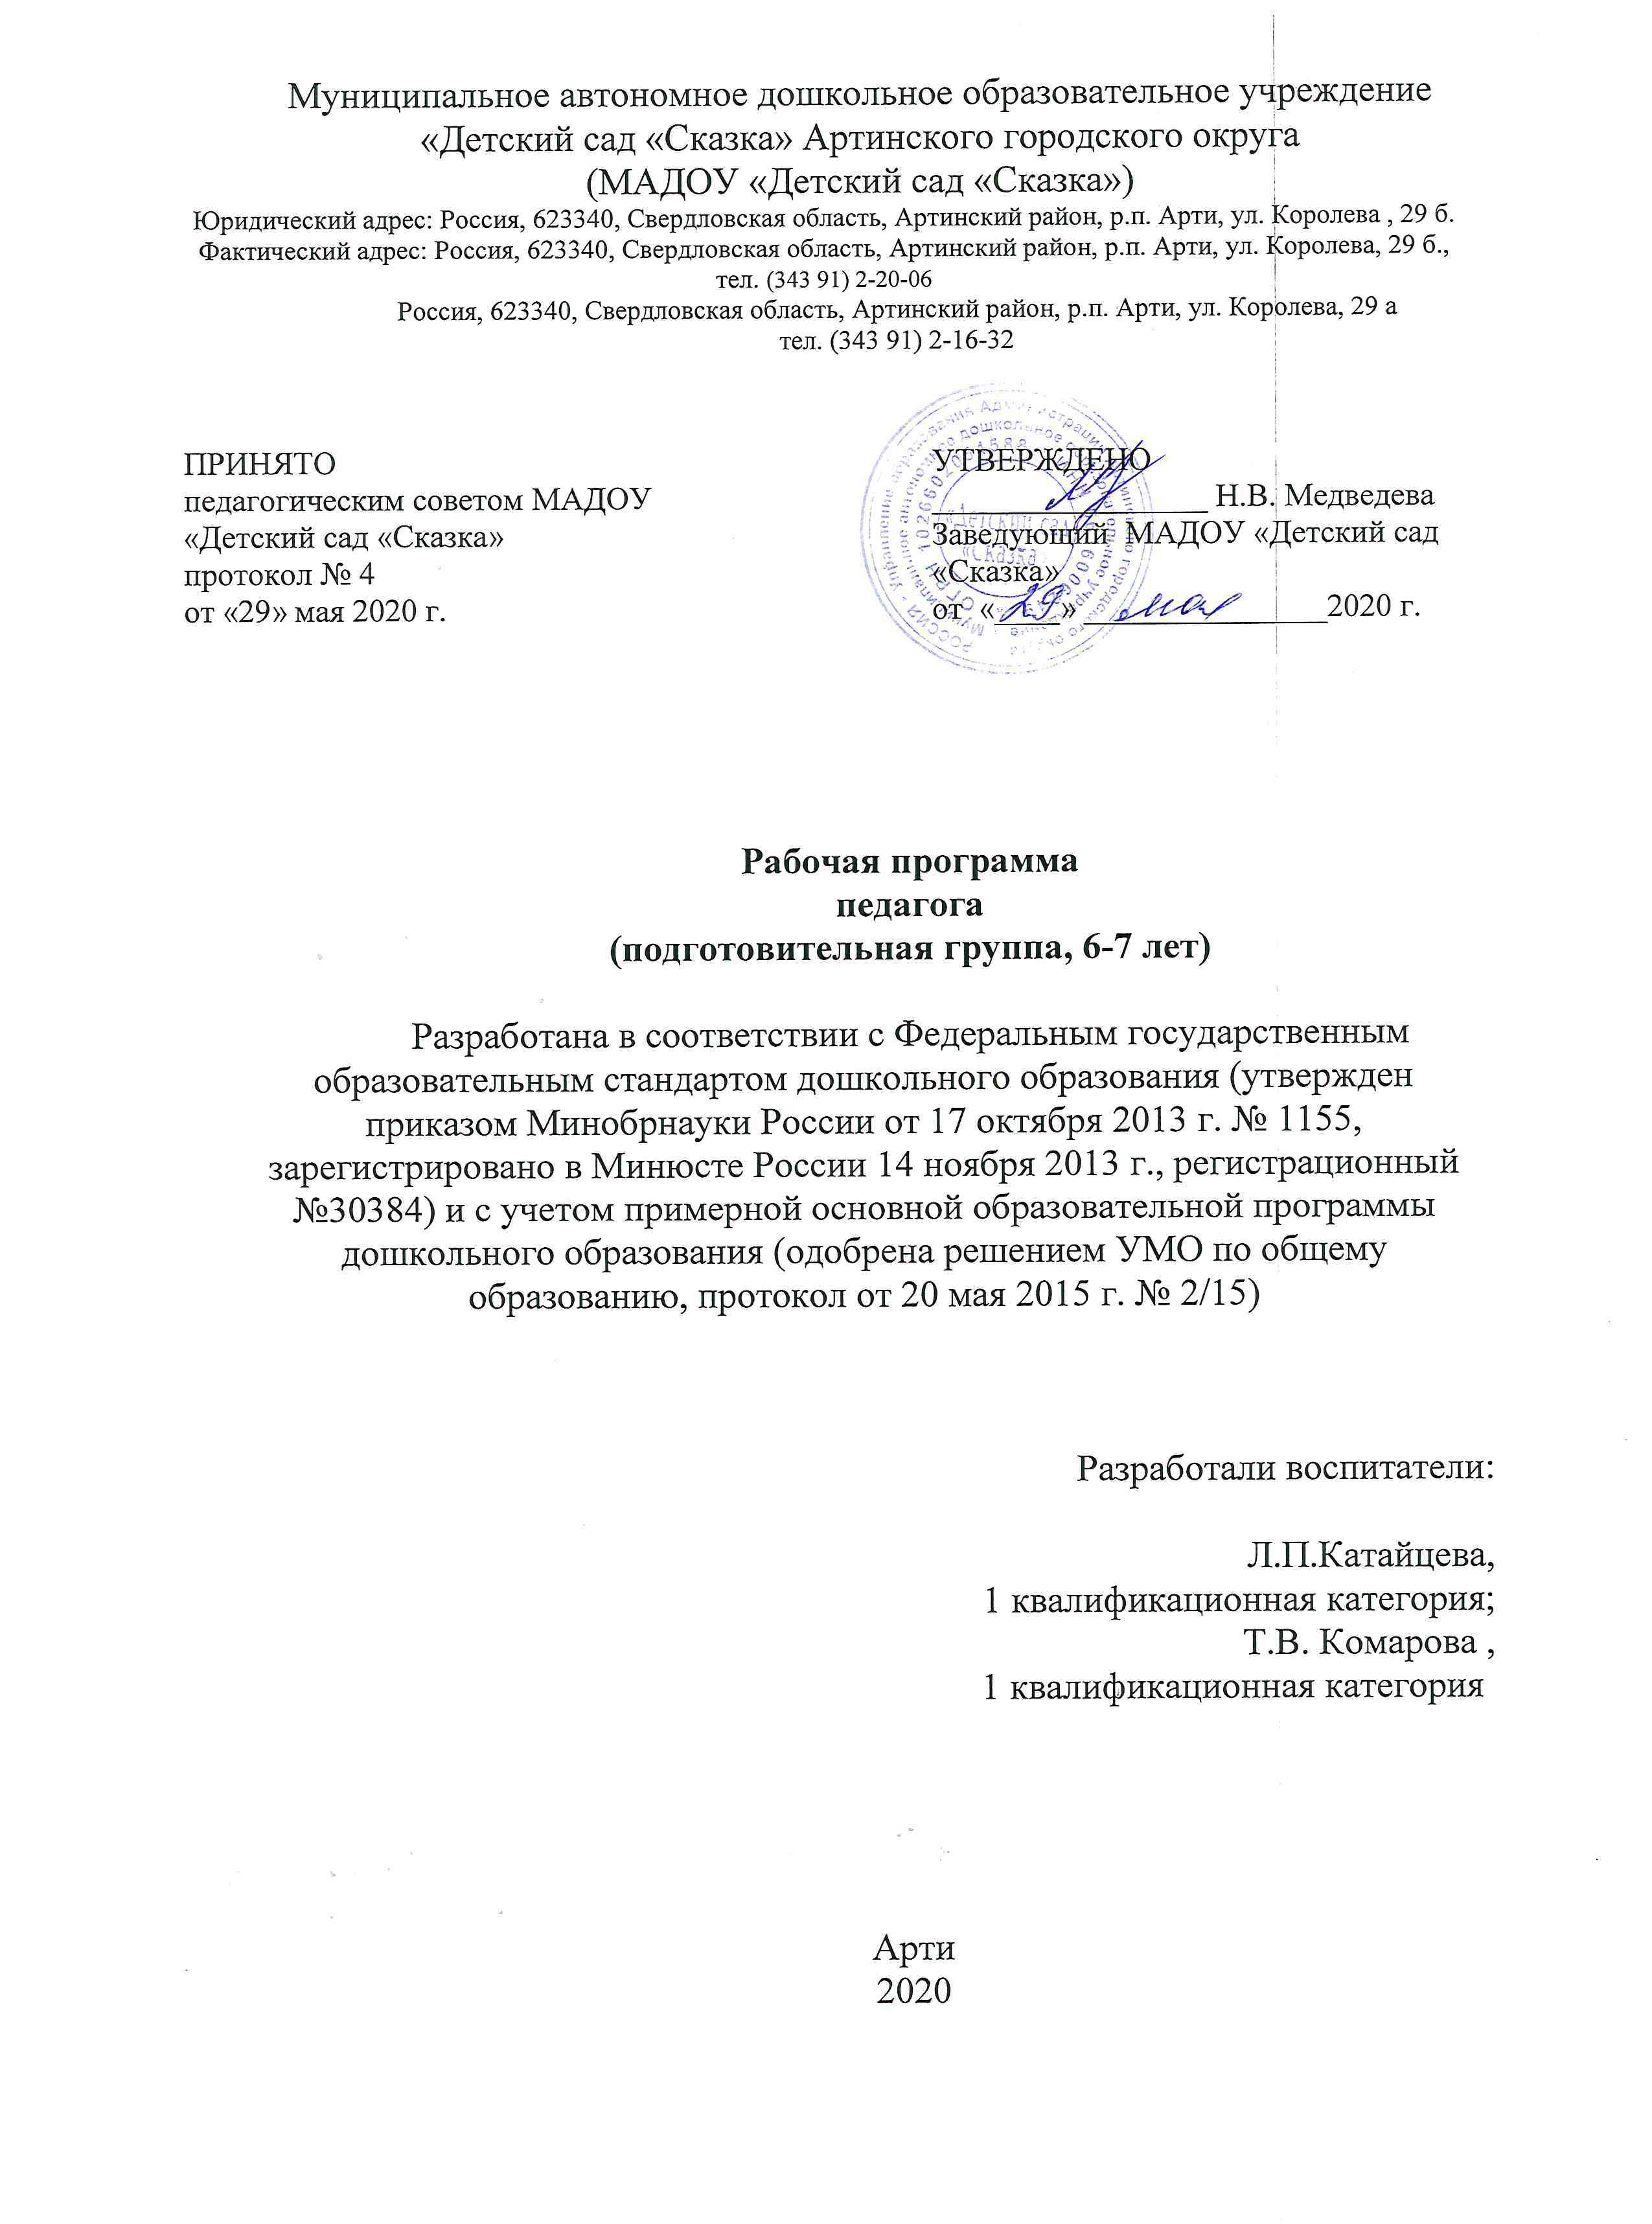 Муниципальное автономное дошкольное образовательное учреждение
«Детский сад «Сказка» Артинского городского округа
(МАДОУ «Детский сад «Сказка»)
Юридический адрес: Россия, 623340, Свердловская область, Артинский район, р.п. Арти, ул. Королева , 29 б.
Фактический адрес: Россия, 623340, Свердловская область, Артинский район, р.п. Арти, ул. Королева, 29 б.,
тел. (343 91) 2-20-06
Россия, 623340, Свердловская область, Артинский район, р.п. Арти, ул. Королева, 29 а
тел. (343 91) 2-16-32
ПРИНЯТО
педагогическим советом МАДОУ
«Детский сад «Сказка»
протокол № 4
от «29» мая 2020 г.
УТВЕРЖДЕНО
Н.В. Медведева
Заведующий МАДОУ «Детский сад
«Сказка»
от «29» мая 2020 г.
«Детский сад
«Сказка»
Рабочая программа
педагога
(подготовительная группа, 6-7 лет)
Разработана в соответствии с Федеральным государственным
образовательным стандартом дошкольного образования (утвержден
приказом Минобрнауки России от 17 октября 2013 г. № 1155,
зарегистрировано в Минюсте России 14 ноября 2013 г., регистрационный
№30384) и с учетом примерной основной образовательной программы
дошкольного образования (одобрена решением УМО по общему
образованию, протокол от 20 мая 2015 г. № 2/15)
Разработали воспитатели:
Л.П.Катайцева,
1 квалификационная категория;
Т.В. Комарова ,
1 квалификационная категория
Арти
2020